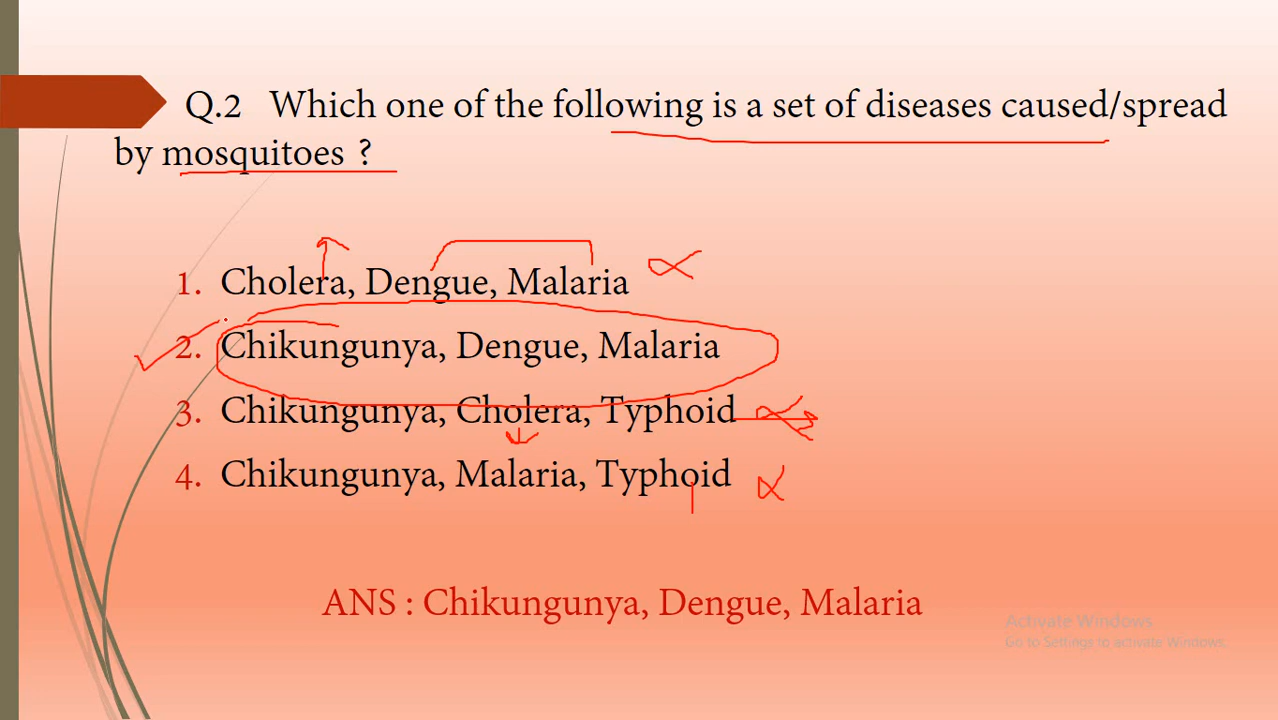 Q.2 Which one of the following is a set of diseases caused/spread
by mosquitoes ?
1. Cholera, Dengue, Malaria
2. Chikungunya, Dengue, Malaria
3. Chikungunya, Cholera, Typhoid
4. Chikungunya, Malaria, Typhoid
ANS : Chikungunya, Dengue, Malaria
Activate Windows
Go to Settings to activate Windows.